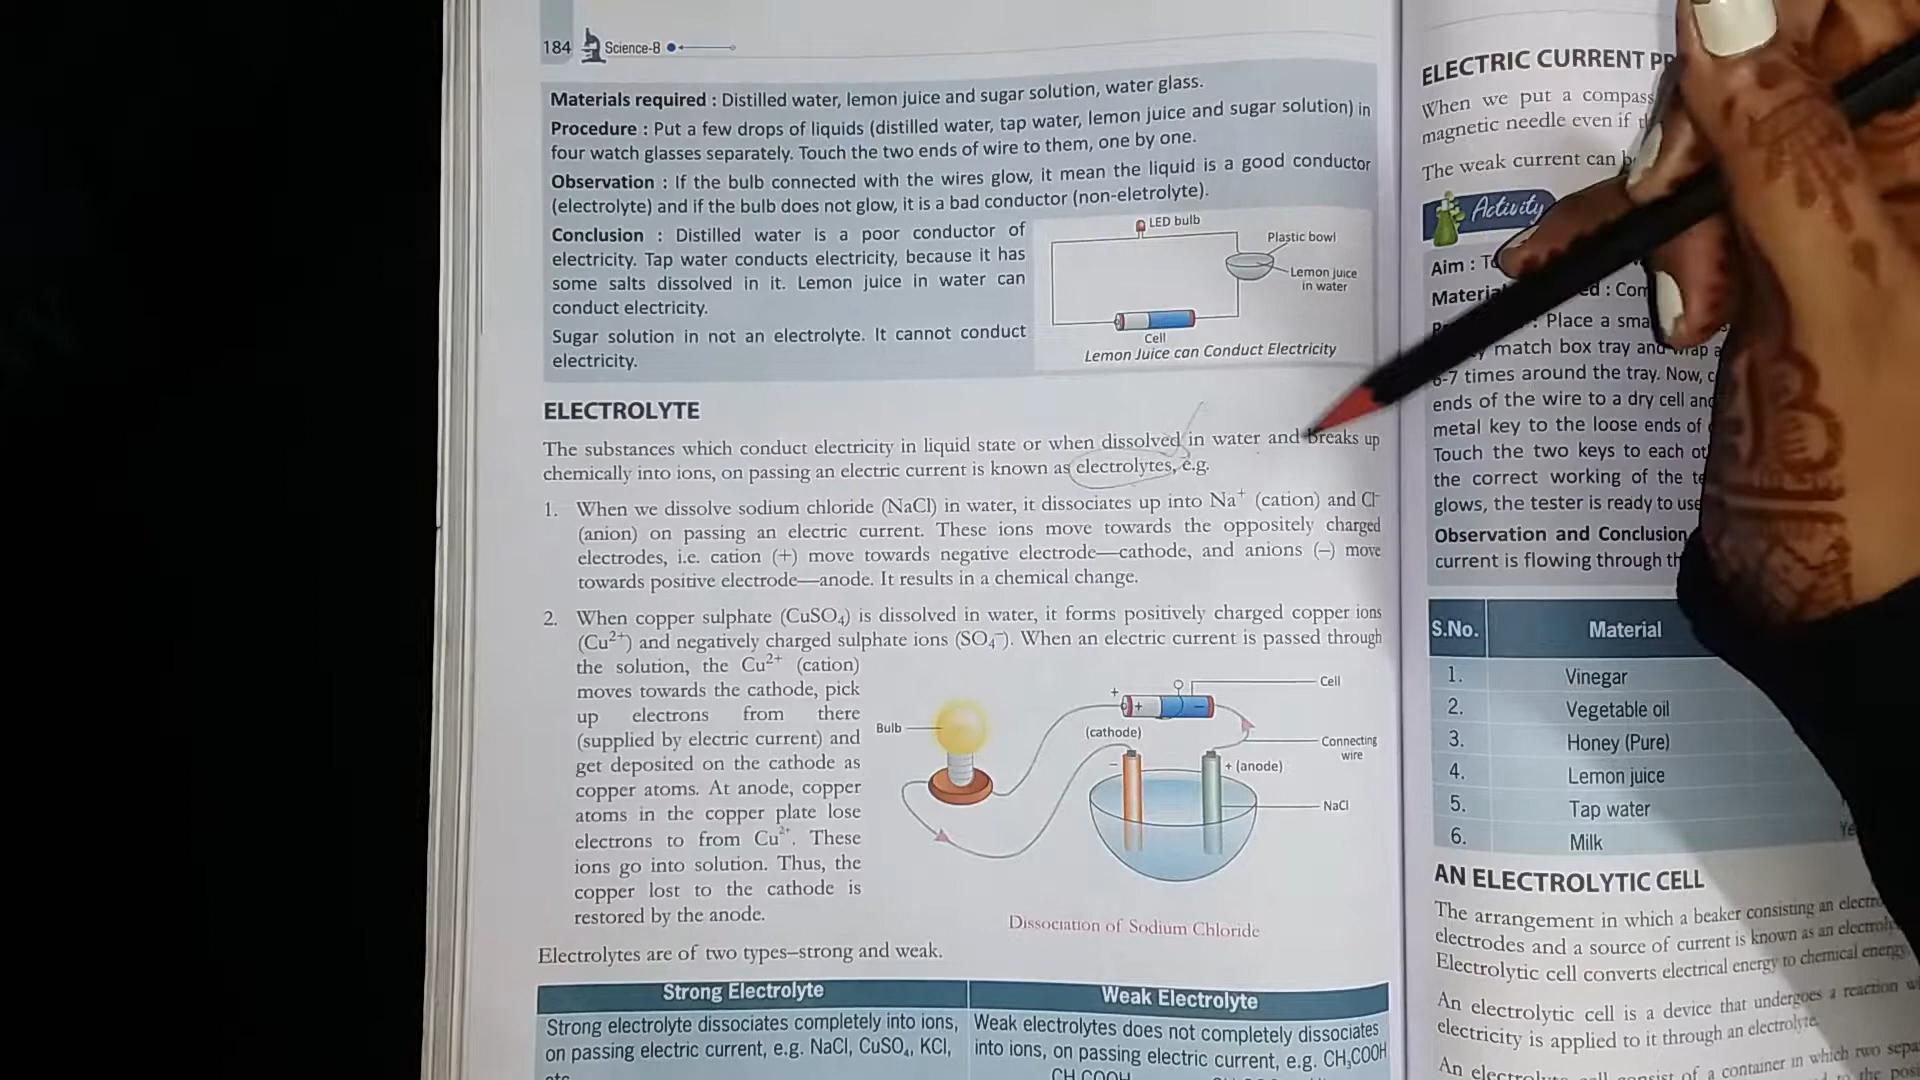 184 Science-8
Materials required : Distilled water, lemon juice and sugar solution, water glass.
Procedure : Put a few drops of liquids (distilled water, tap water, lemon juice and sugar solution) in
four watch glasses separately. Touch the two ends of wire to them, one by one.
Observation : If the bulb connected with the wires glow, it mean the liquid is a good conductor
(electrolyte) and if the bulb does not glow, it is a bad conductor (non-eletrolyte).
Conclusion : Distilled water is a poor conductor of
electricity. Tap water conducts electricity, because it has
some salts dissolved in it. Lemon juice in water can
conduct electricity.
Sugar solution in not an electrolyte. It cannot conduct
electricity.
LED bulb
Plastic bowl
Lemon juice
in water
Cell
Lemon Juice can Conduct Electricity
ELECTROLYTE
The substances which conduct electricity in liquid state or when dissolved in water and breaks up
chemically into ions, on passing an electric current is known as electrolytes, e.g.
1. When we dissolve sodium chloride (NaCl) in water, it dissociates up into Na⁺ (cation) and Cl⁻
(anion) on passing an electric current. These ions move towards the oppositely charged
electrodes, i.e. cation (+) move towards negative electrode—cathode, and anions (–) move
towards positive electrode—anode. It results in a chemical change.
2. When copper sulphate (CuSO₄) is dissolved in water, it forms positively charged copper ions
(Cu²⁺) and negatively charged sulphate ions (SO₄⁻). When an electric current is passed through
the solution, the Cu²⁺ (cation)
moves towards the cathode, pick
up electrons from there
(supplied by electric current) and
get deposited on the cathode as
copper atoms. At anode, copper
atoms in the copper plate lose
electrons to from Cu²⁺. These
ions go into solution. Thus, the
copper lost to the cathode is
restored by the anode.
Bulb
+
+ –
Cell
(cathode)
Connecting
wire
–
+ (anode)
NaCl
Dissociation of Sodium Chloride
Electrolytes are of two types–strong and weak.
Strong Electrolyte Weak Electrolyte
Strong electrolyte dissociates completely into ions,
on passing electric current, e.g. NaCl, CuSO₄, KCl,
etc.
Weak electrolytes does not completely dissociates
into ions, on passing electric current, e.g. CH₃COOH
ELECTRIC CURRENT
When we put a compass
magnetic needle even if
The weak current can
Activity
Aim :
: Place a sma
match box tray and wrap a
6-7 times around the tray. Now,
ends of the wire to a dry cell and
metal key to the loose ends of
Touch the two keys to each
the correct working of the
glows, the tester is ready to use
Observation and Conclusion
current is flowing through
S.No. Material
1. Vinegar
2. Vegetable oil
3. Honey (Pure)
4. Lemon juice
5. Tap water
6. Milk
AN ELECTROLYTIC CELL
The arrangement in which a beaker consisting an
electrodes and a source of current is known as an
Electrolytic cell converts electrical energy to chemical energy.
An electrolytic cell is a device that undergoes a reaction
electricity is applied to it through an electrolyte.
consist of a container in which two